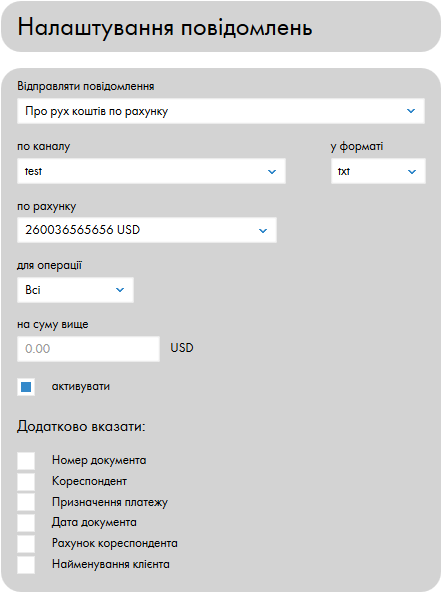 Налаштування повідомлень
Відправляти повідомлення
Про рух коштів по рахунку
по каналу
у форматі
test
txt
по рахунку
260036565656 USD
для операції
Всі
на суму вище
0.00
USD
активувати
Додатково вказати:
Номер документа
Кореспондент
Призначення платежу
Дата документа
Рахунок кореспондента
Найменування клієнта